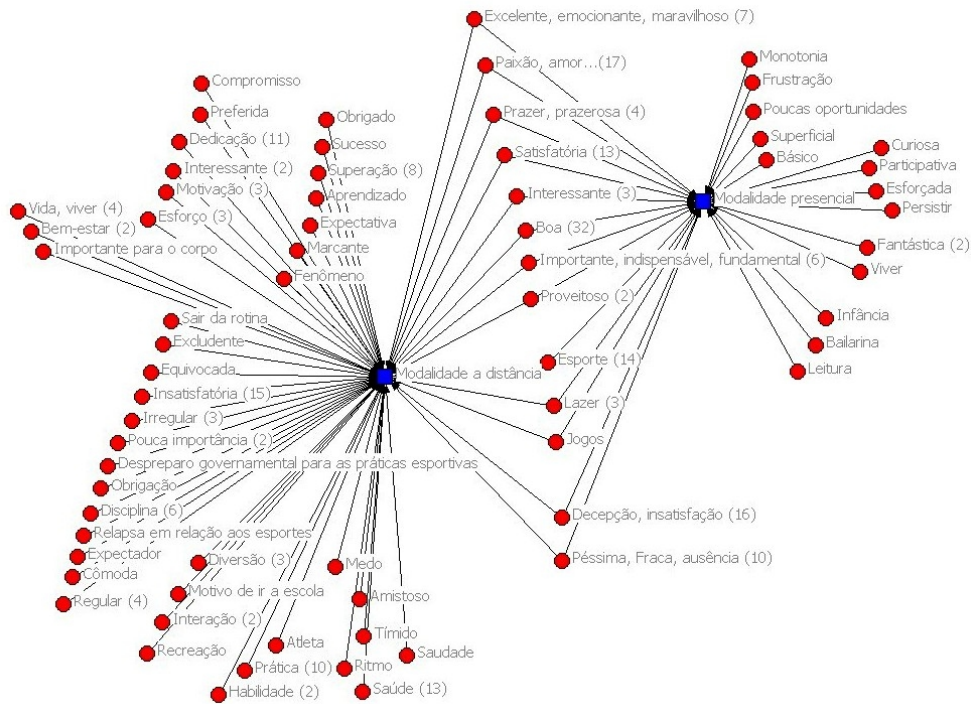 Excelente, emocionante, maravilhoso (7)
Paixão, amor...(17)
Prazer, prazerosa (4)
Satisfatória (13)
Interessante (3)
Boa (32)
Importante, indispensável, fundamental (6)
Proveitoso (2)
Esporte (14)
Lazer (3)
Jogos
Decepção, insatisfação (16)
Péssima, Fraca, ausência (10)
Monotonia
Frustração
Poucas oportunidades
Superficial
Básico
Curiosa
Participativa
Esforçada
Persistir
Modalidade presencial
Fantástica (2)
Viver
Infância
Bailarina
Leitura
Compromisso
Preferida
Dedicação (11)
Interessante (2)
Motivação (3)
Esforço (3)
Obrigado
Sucesso
Superação (8)
Aprendizado
Expectativa
Marcante
Fenômeno
Vida, viver (4)
Bem-estar (2)
Importante para o corpo
Modalidade a distância
Sair da rotina
Excludente
Equivocada
Insatisfatória (15)
Irregular (3)
Pouca importância (2)
Despreparo governamental para as práticas esportivas
Obrigação
Disciplina (6)
Relapsa em relação aos esportes
Expectador
Cômoda
Regular (4)
Diversão (3)
Motivo de ir a escola
Interação (2)
Recreação
Medo
Amistoso
Tímido
Saudade
Atleta
Prática (10)
Ritmo
Habilidade (2)
Saúde (13)